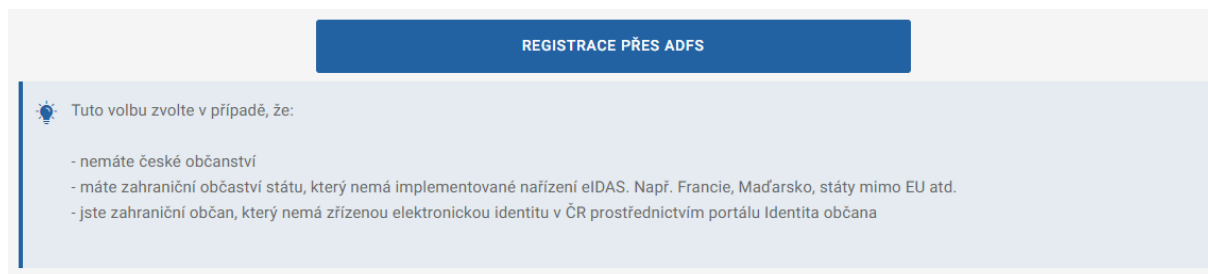 REGISTRACE PŘES ADFS
Tuto volbu zvolte v případě, že:
- nemáte české občanství
- máte zahraniční občaství státu, který nemá implementované nařízení eIDAS. Např. Francie, Maďarsko, státy mimo EU atd.
- jste zahraniční občan, který nemá zřízenou elektronickou identitu v ČR prostřednictvím portálu Identita občana